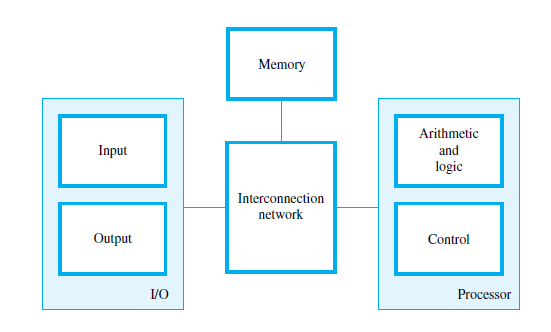 Memory
Input
Output
I/O
Interconnection
network
Arithmetic
and
logic
Control
Processor